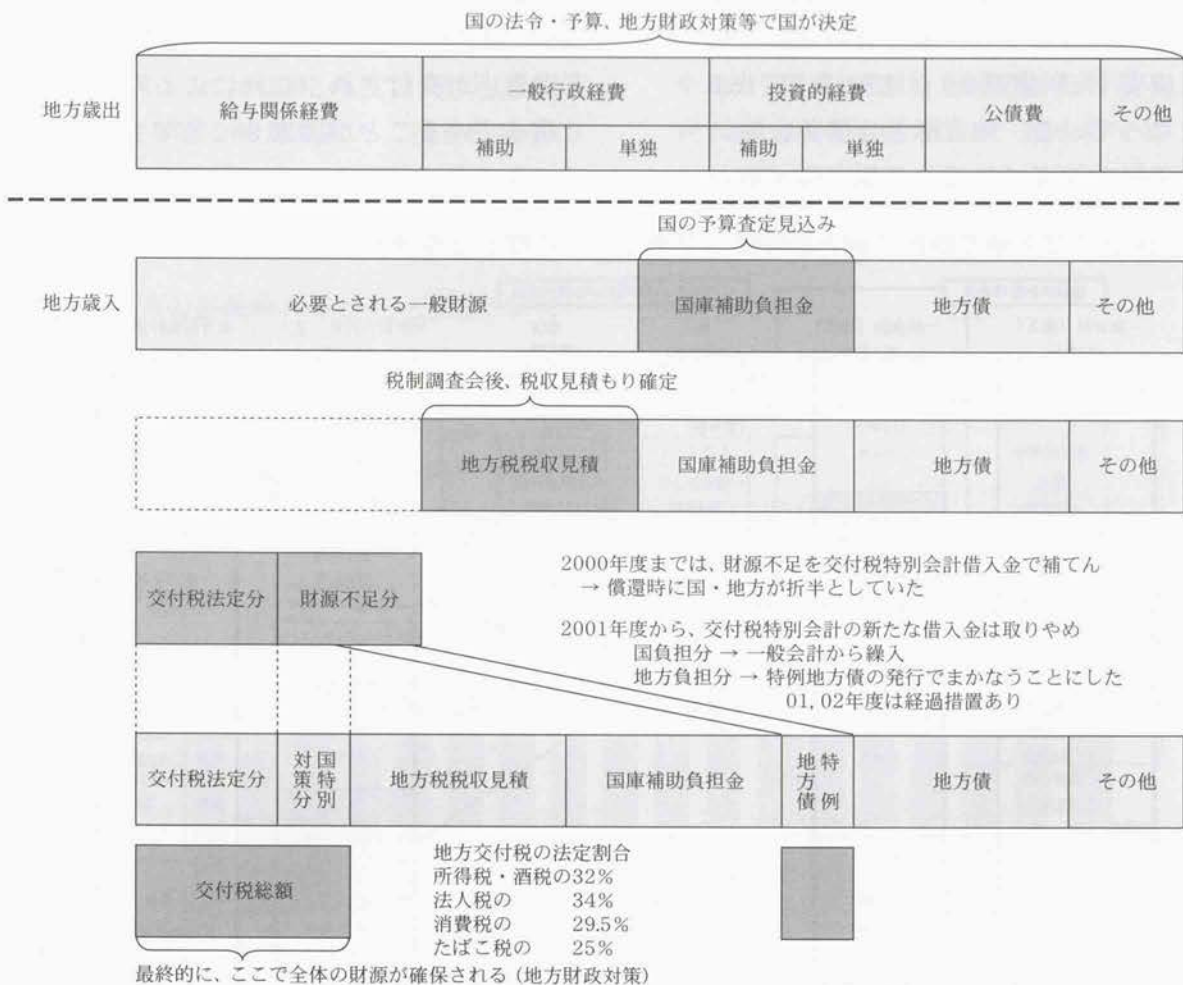 国の法令・予算、地方財政対策等で国が決定
地方歳出
給与関係経費
一般行政経費
補助
単独
投資的経費
補助
単独
公債費
その他
国の予算査定見込み
地方歳入
必要とされる一般財源
国庫補助負担金
地方債
その他
税制調査会後、税収見積もり確定
地方税税収見積
国庫補助負担金
地方債
その他
交付税法定分
財源不足分
2000年度までは、財源不足を交付税特別会計借入金で補てん
→ 償還時に国・地方が折半としていた
2001年度から、交付税特別会計の新たな借入金は取りやめ
国負担分 → 一般会計から繰入
地方負担分 → 特例地方債の発行でまかなうことにした
01, 02年度は経過措置あり
交付税法定分
国特別
対策分
地方税税収見積
国庫補助負担金
特例
地方債
地方債
その他
交付税総額
地方交付税の法定割合
所得税・酒税の32%
法人税の 34%
消費税の 29.5%
たばこ税の 25%
最終的に、ここで全体の財源が確保される (地方財政対策)